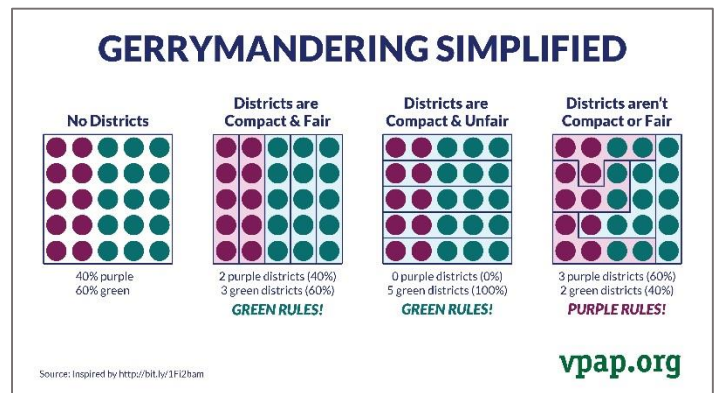 GERRYMANDERING SIMPLIFIED
No Districts
40% purple
60% green
Districts are
Compact & Fair
2 purple districts (40%)
3 green districts (60%)
GREEN RULES!
Districts are
Compact & Unfair
0 purple districts (0%)
5 green districts (100%)
GREEN RULES!
Districts aren't
Compact or Fair
3 purple districts (60%)
2 green districts (40%)
PURPLE RULES!
Source: Inspired by http://bit.ly/1Fi2ham
vpap.org